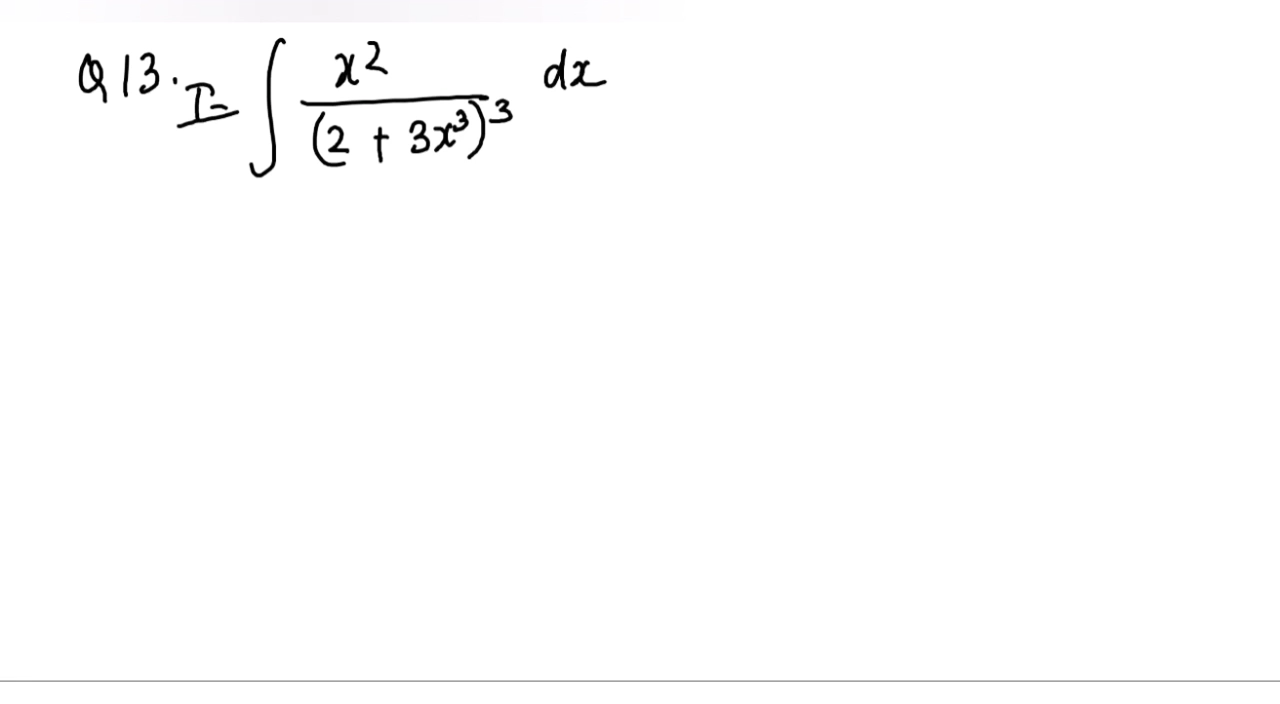 Q13. I= ∫ x² / (2 + 3x³)³ dx